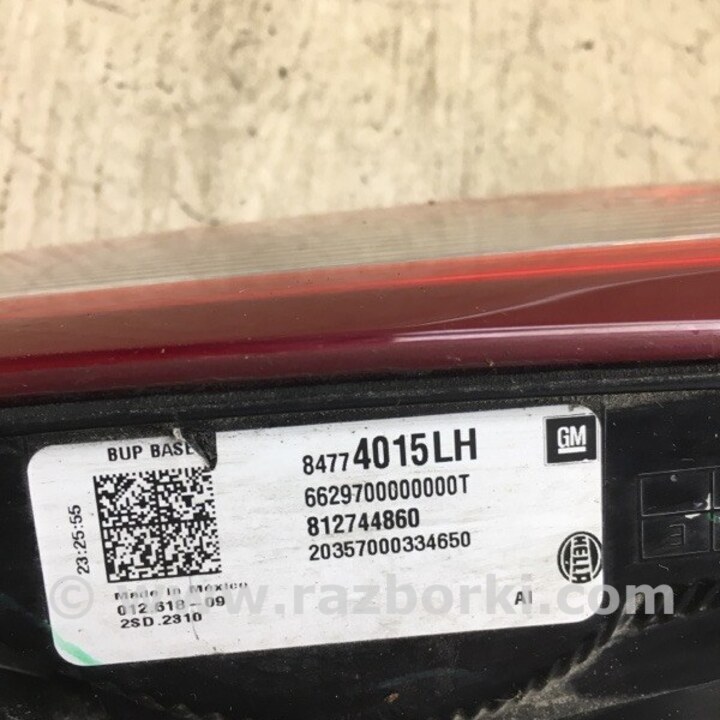 BUP BASE
84774015LH
GM
6629700000000T
812744860
20357000334650
23:25:55
HELLA
Made in México
012.618-09
2SD.2310
AI
© www.razborki.com